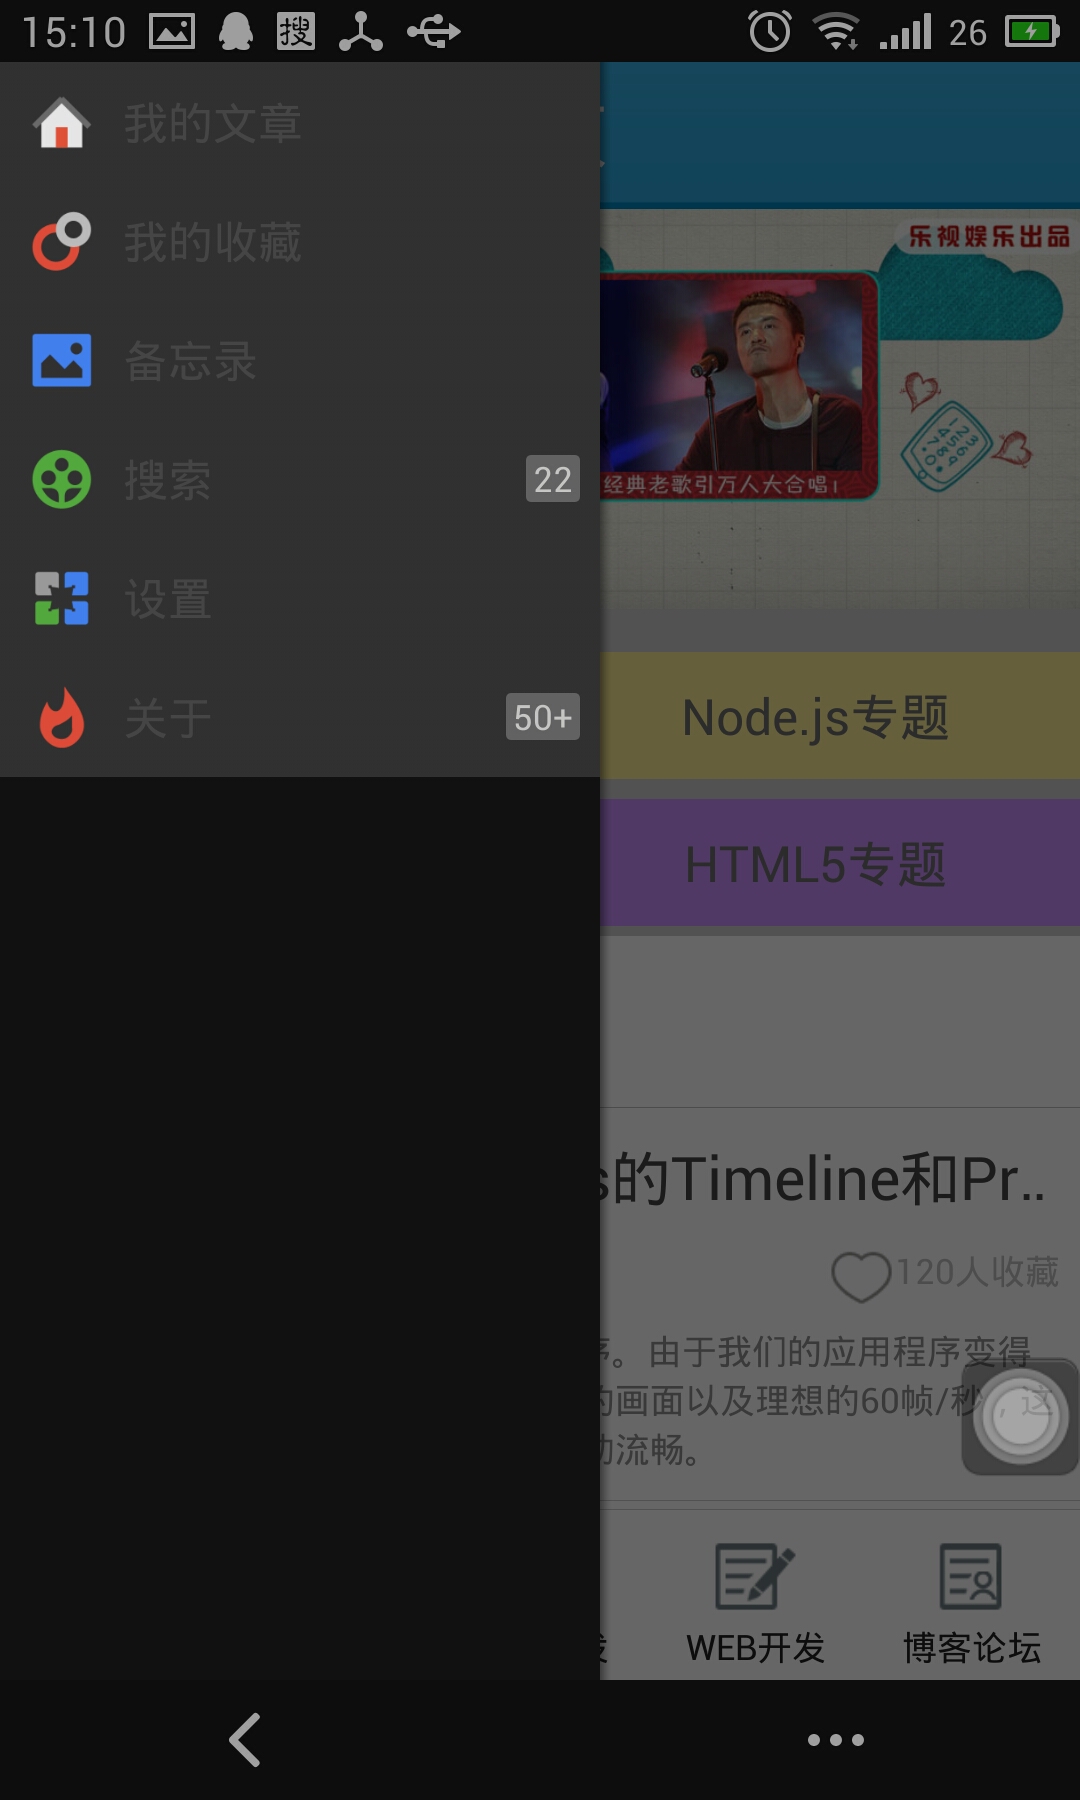 15:10
搜
26
我的文章
我的收藏
备忘录
搜索
22
设置
关于
50+
乐视娱乐出品
经典老歌引万人大合唱!
Node.js专题
HTML5专题
s的Timeline和Pr..
120人收藏
。由于我们的应用程序变得
的画面以及理想的60帧/秒，这
动流畅。
WEB开发
博客论坛